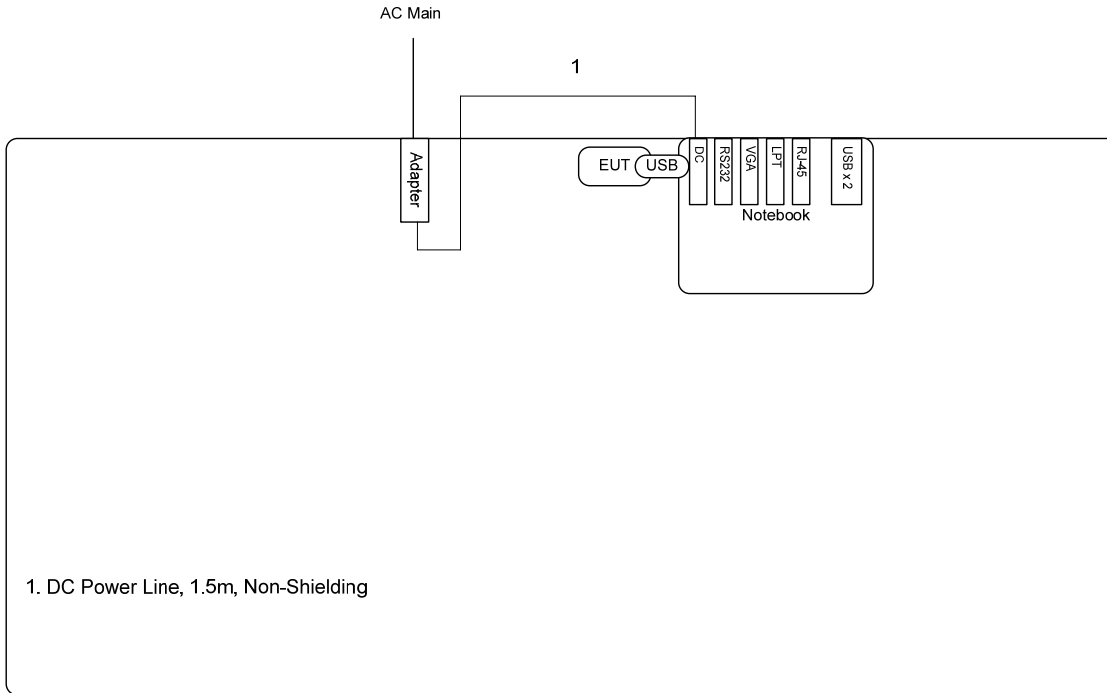 AC Main
1
Adapter
EUT
USB
DC
RS232
VGA
LPT
RJ-45
USB x 2
Notebook
1. DC Power Line, 1.5m, Non-Shielding